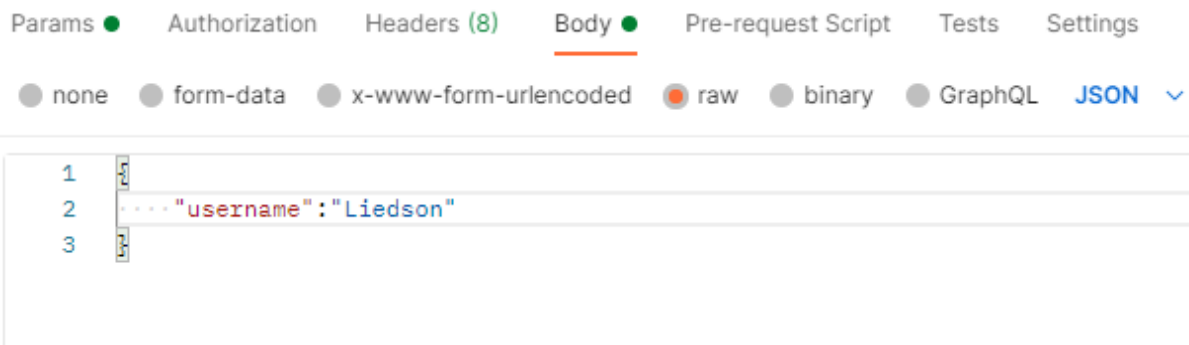 Params Authorization Headers (8) Body Pre-request Script Tests Settings
none form-data x-www-form-urlencoded raw binary GraphQL JSON
1 {
2 ····"username":"Liedson"
3 }